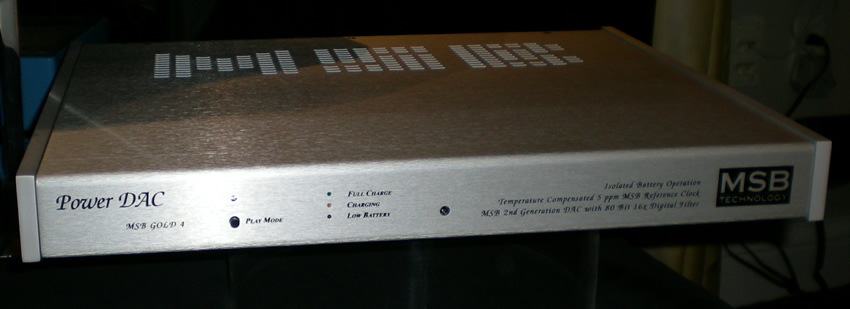 Power DAC
MSB GOLD 4
PLAY MODE
FULL CHARGE
CHARGING
LOW BATTERY
Isolated Battery Operation
Temperature Compensated 5 ppm MSB Reference Clock
MSB 2nd Generation DAC with 80 Bit 16x Digital Filter
MSB
TECHNOLOGY